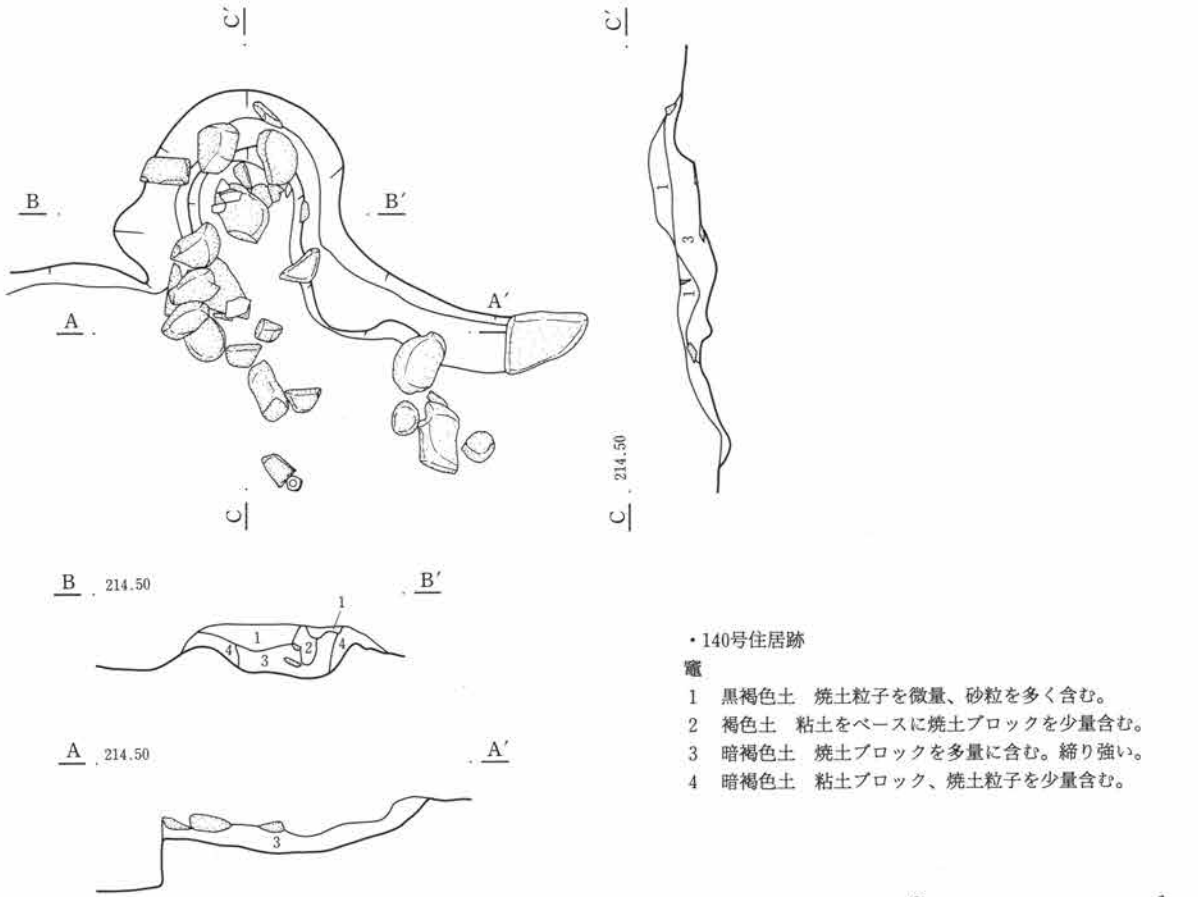 C′
C′
B
B′
A′
A
1
3
1
C
C
214.50
B
214.50
B′
1
1
2
4
3
4
A
214.50
A′
3
・140号住居跡
竈
1 黒褐色土 焼土粒子を微量、砂粒を多く含む。
2 褐色土 粘土をベースに焼土ブロックを少量含む。
3 暗褐色土 焼土ブロックを多量に含む。締り強い。
4 暗褐色土 粘土ブロック、焼土粒子を少量含む。